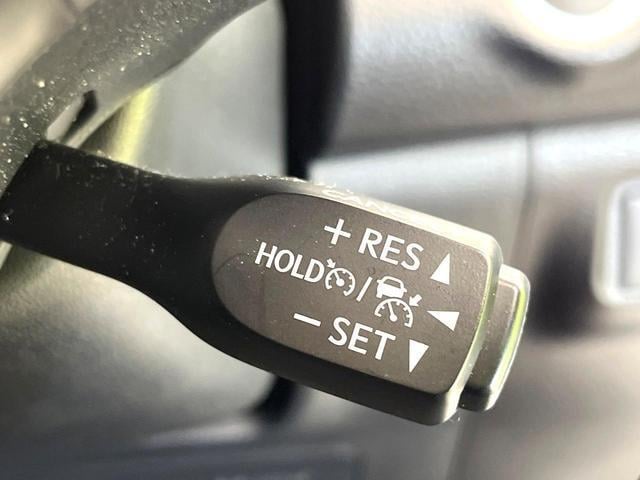 + RES
HOLD /
- SET